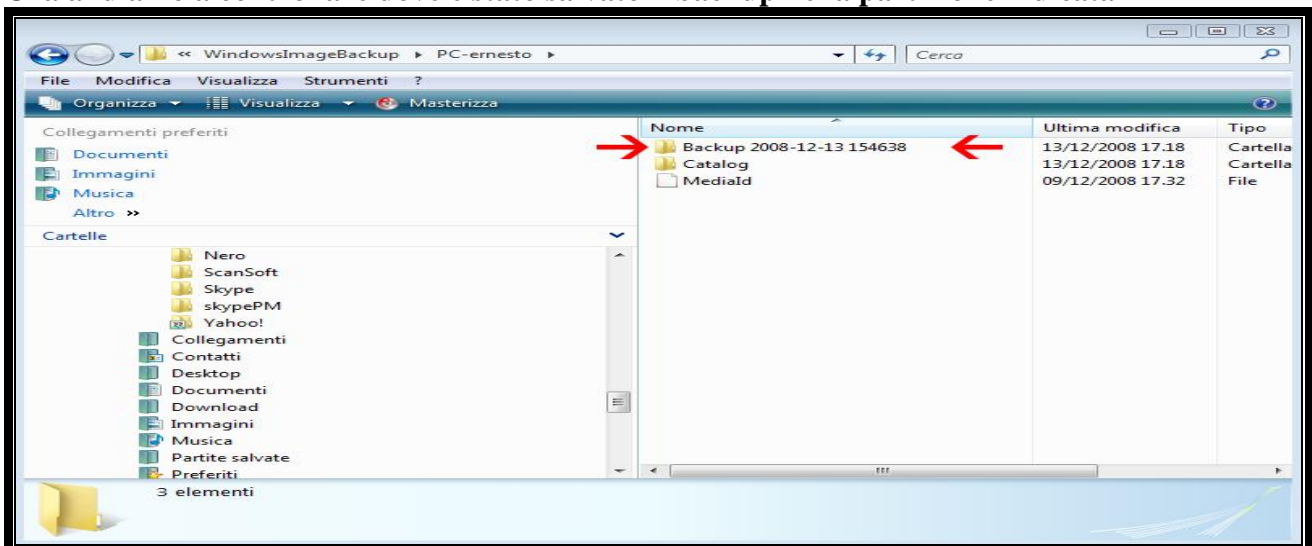 « WindowsImageBackup ▸ PC-ernesto ▸ Cerca
File Modifica Visualizza Strumenti ?
Organizza Visualizza Masterizza
Collegamenti preferiti
Documenti
Immagini
Musica
Altro »
Cartelle
Nero
ScanSoft
Skype
skypePM
Yahoo!
Collegamenti
Contatti
Desktop
Documenti
Download
Immagini
Musica
Partite salvate
Preferiti
Nome Ultima modifica Tipo
Backup 2008-12-13 154638 13/12/2008 17.18 Cartella
Catalog 13/12/2008 17.18 Cartella
MediaId 09/12/2008 17.32 File
3 elementi